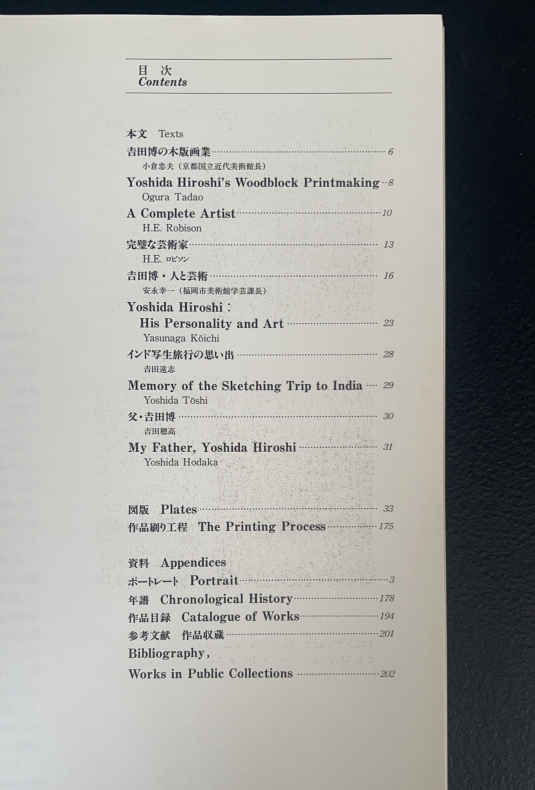 目 次
Contents
本文 Texts
吉田博の木版画業 6
小倉忠夫（京都国立近代美術館長）
Yoshida Hiroshi's Woodblock Printmaking 8
Ogura Tadao
A Complete Artist 10
H.E. Robison
完璧な芸術家 13
H.E. ロビソン
吉田博・人と芸術 16
安永幸一（福岡市美術館学芸課長）
Yoshida Hiroshi:
His Personality and Art 23
Yasunaga Kōichi
インド写生旅行の思い出 28
吉田遠志
Memory of the Sketching Trip to India 29
Yoshida Tōshi
父・吉田博 30
吉田穂高
My Father, Yoshida Hiroshi 31
Yoshida Hodaka
図版 Plates 33
作品刷り工程 The Printing Process 175
資料 Appendices
ポートレート Portrait 3
年譜 Chronological History 178
作品目録 Catalogue of Works 194
参考文献 作品収蔵 201
Bibliography,
Works in Public Collections 202